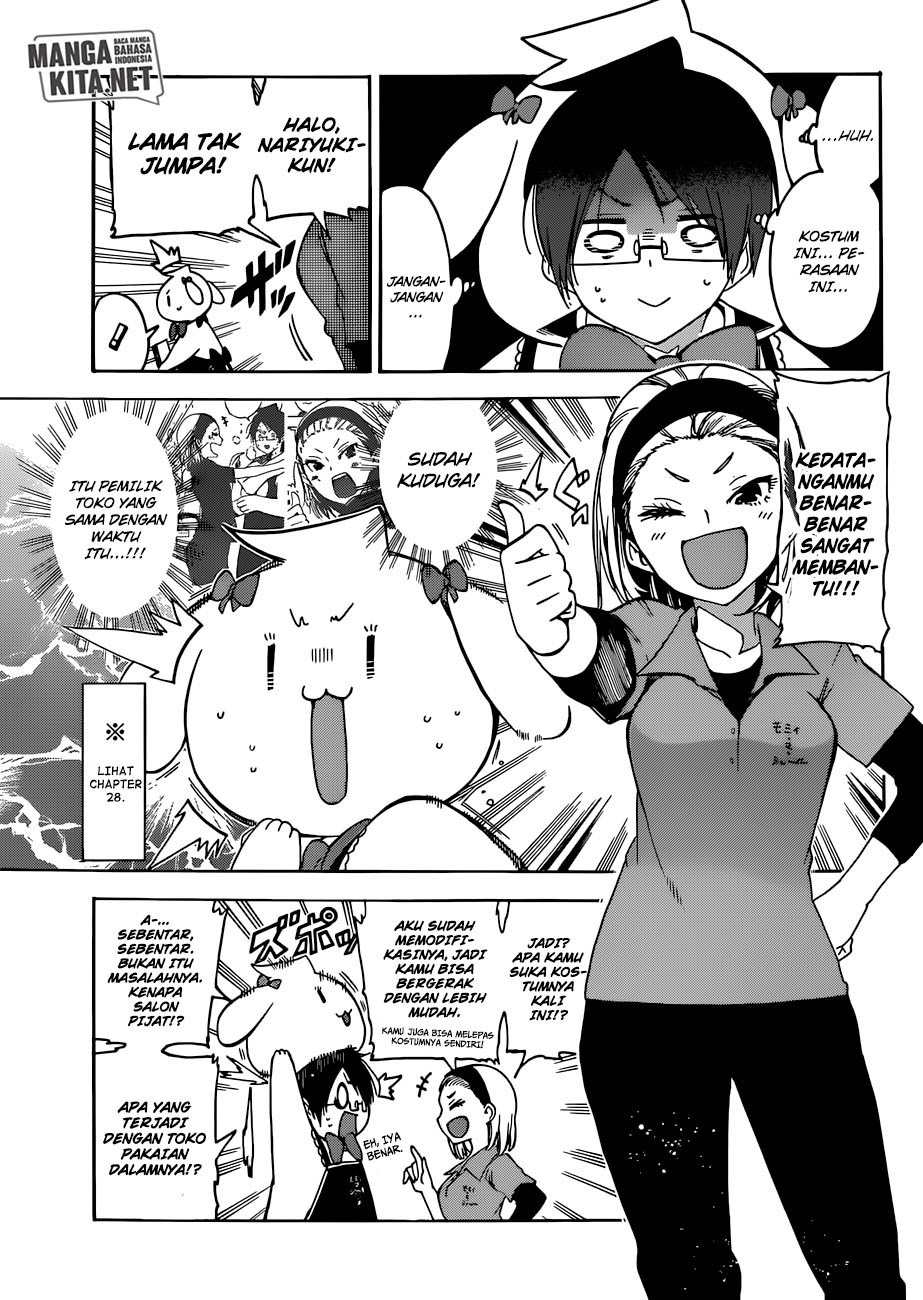 MANGA
KITA.NET
BACA MANGA
BAHASA
INDONESIA
...HUH.
KOSTUM
INI... PE-
RASAAN
INI...
JANGAN-
JANGAN
...
HALO,
NARIYUKI-
KUN!
LAMA TAK
JUMPA!
!
KEDATA-
NGANMU
BENAR-
BENAR
SANGAT
MEMBAN-
TU!!!
SUDAH
KUDUGA!
ITU PEMILIK
TOKO YANG
SAMA DENGAN
WAKTU
ITU...!!!
※
LIHAT
CHAPTER
28.
JADI?
APA KAMU
SUKA KOS-
TUMNYA
KALI
INI!?
AKU SUDAH
MEMODIFI-
KASINYA, JADI
KAMU BISA
BERGERAK
DENGAN LEBIH
MUDAH.
KAMU JUGA BISA MELEPAS
KOSTUMNYA SENDIRI!
ズポッ
EH, IYA
BENAR.
A-...
SEBENTAR,
SEBENTAR.
BUKAN ITU
MASALAHNYA.
KENAPA
SALON
PIJAT!?
APA YANG
TERJADI
DENGAN TOKO
PAKAIAN
DALAMNYA!?